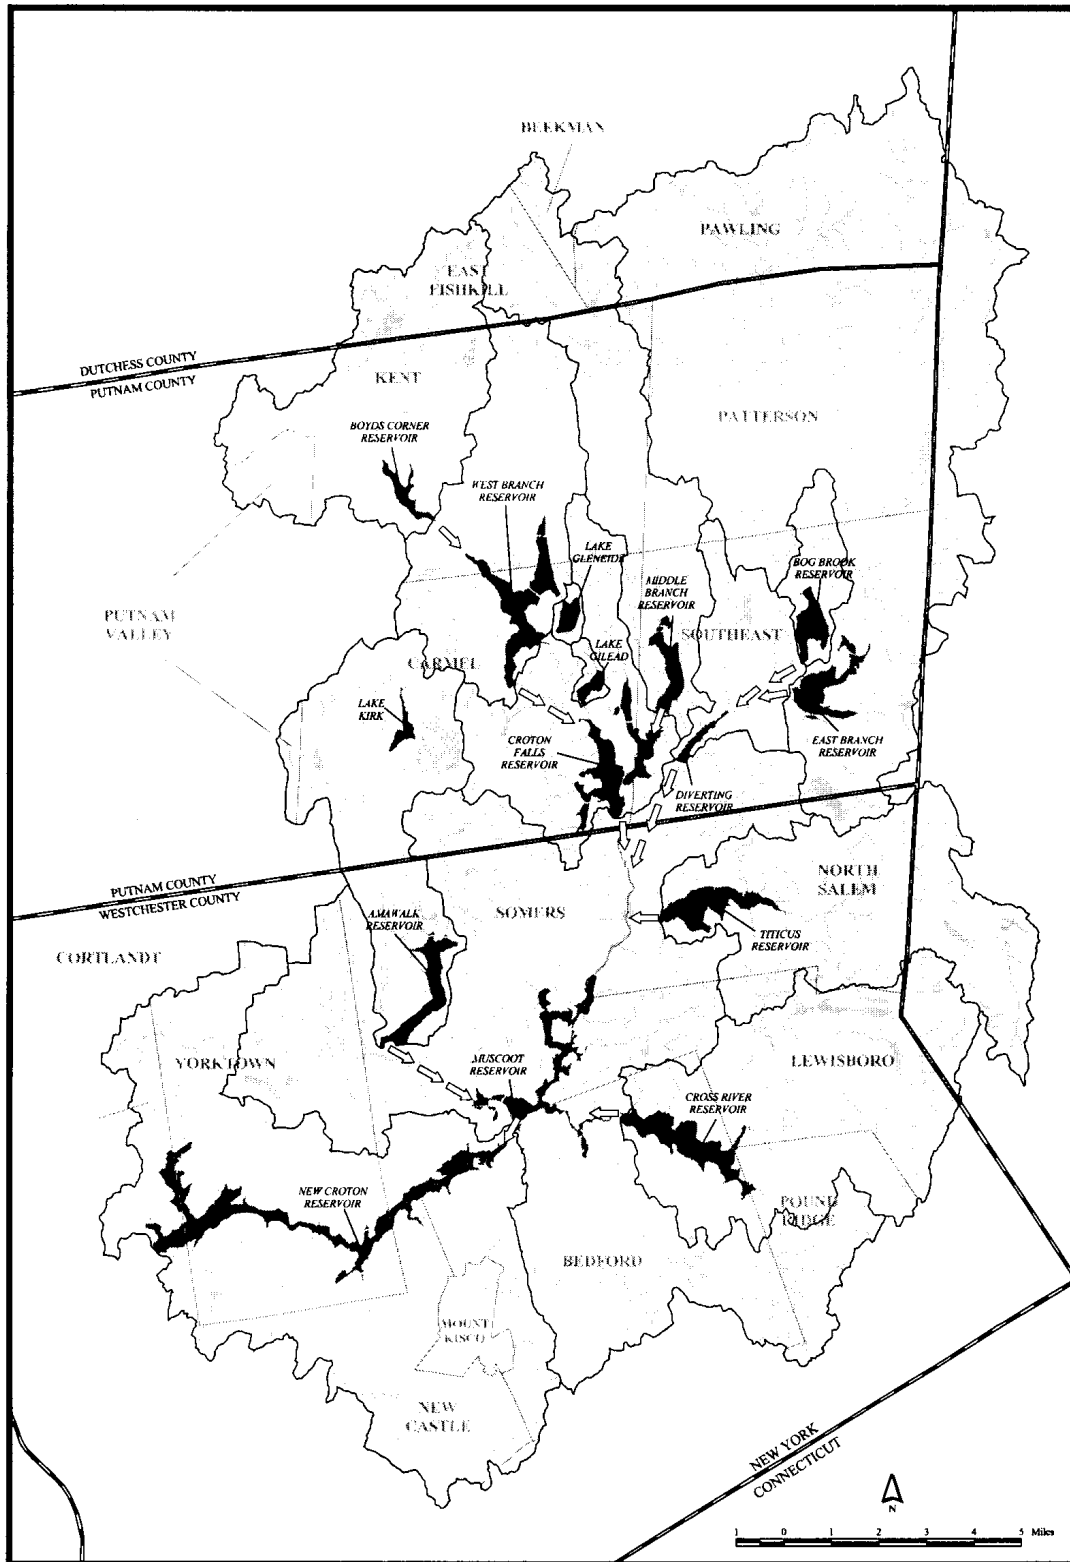 BEEKMAN
PAWLING
EAST
FISHKILL
DUTCHESS COUNTY
PUTNAM COUNTY
KENT
PATTERSON
BOYDS CORNER
RESERVOIR
WEST BRANCH
RESERVOIR
LAKE
GLENEIDE
MIDDLE
BRANCH
RESERVOIR
BOG BROOK
RESERVOIR
PUTNAM
VALLEY
SOUTHEAST
CARMEL
LAKE
GILEAD
LAKE
KIRK
CROTON
FALLS
RESERVOIR
EAST BRANCH
RESERVOIR
DIVERTING
RESERVOIR
PUTNAM COUNTY
WESTCHESTER COUNTY
NORTH
SALEM
AMAWALK
RESERVOIR
SOMERS
TITICUS
RESERVOIR
CORTLANDT
YORKTOWN
MUSCOOT
RESERVOIR
LEWISBORO
CROSS RIVER
RESERVOIR
NEW CROTON
RESERVOIR
POUND
RIDGE
BEDFORD
MOUNT
KISCO
NEW
CASTLE
NEW YORK
CONNECTICUT
N
1 0 1 2 3 4 5 Miles